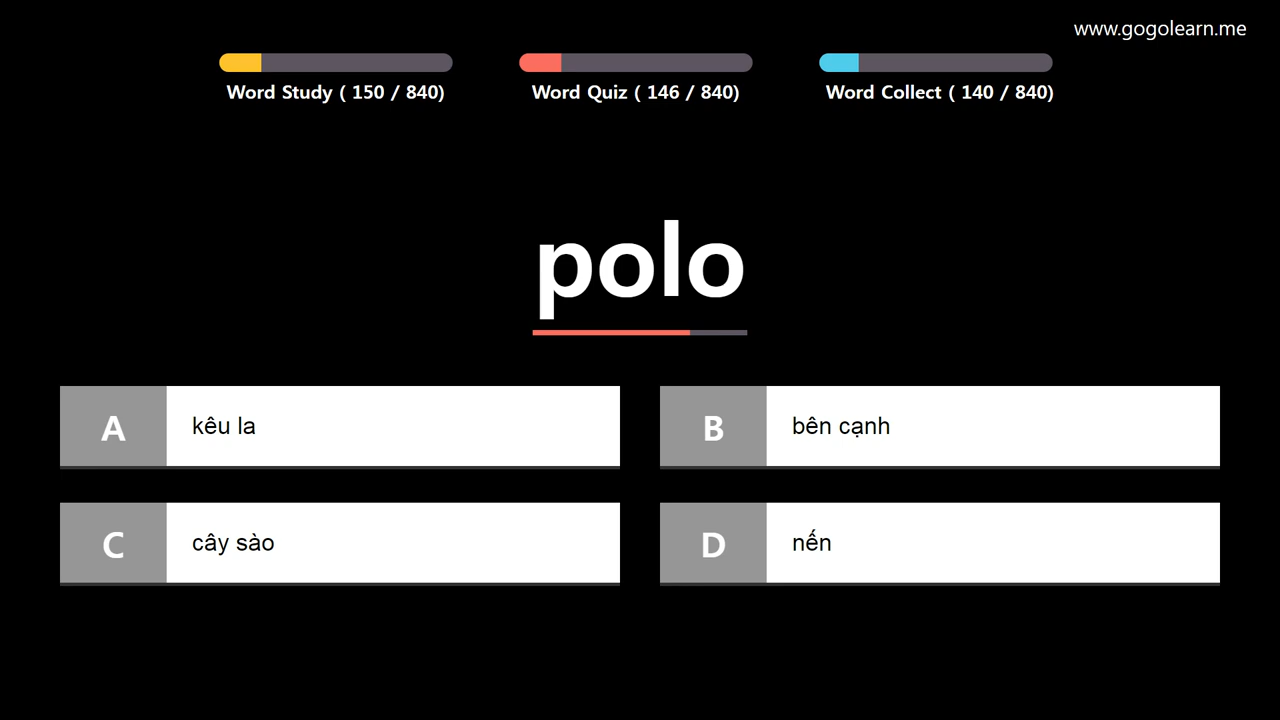 www.gogolearn.me
Word Study ( 150 / 840)
Word Quiz ( 146 / 840)
Word Collect ( 140 / 840)
polo
A kêu la
B bên cạnh
C cây sào
D nến